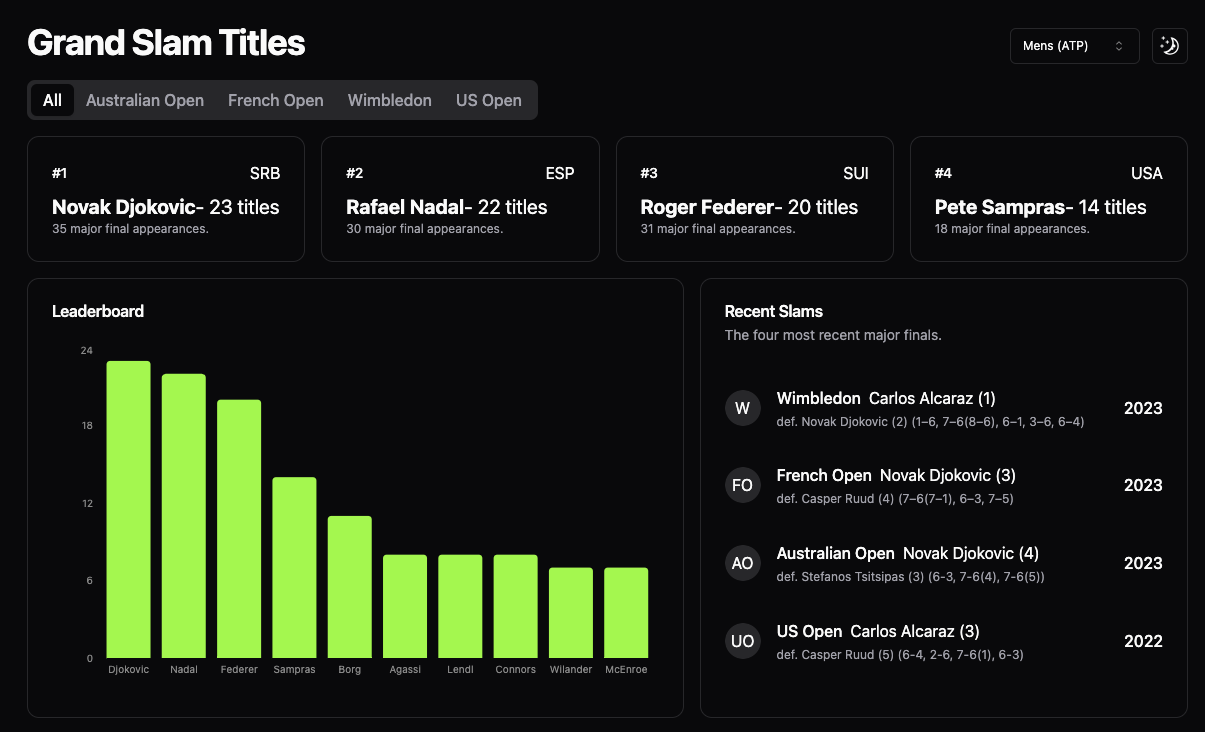 Grand Slam Titles
Mens (ATP)
All Australian Open French Open Wimbledon US Open
#1 SRB
Novak Djokovic- 23 titles
35 major final appearances.
#2 ESP
Rafael Nadal- 22 titles
30 major final appearances.
#3 SUI
Roger Federer- 20 titles
31 major final appearances.
#4 USA
Pete Sampras- 14 titles
18 major final appearances.
Leaderboard
24
18
12
6
0
Djokovic Nadal Federer Sampras Borg Agassi Lendl Connors Wilander McEnroe
Recent Slams
The four most recent major finals.
W Wimbledon Carlos Alcaraz (1) 2023
def. Novak Djokovic (2) (1–6, 7–6(8–6), 6–1, 3–6, 6–4)
FO French Open Novak Djokovic (3) 2023
def. Casper Ruud (4) (7–6(7–1), 6–3, 7–5)
AO Australian Open Novak Djokovic (4) 2023
def. Stefanos Tsitsipas (3) (6-3, 7-6(4), 7-6(5))
UO US Open Carlos Alcaraz (3) 2022
def. Casper Ruud (5) (6-4, 2-6, 7-6(1), 6-3)